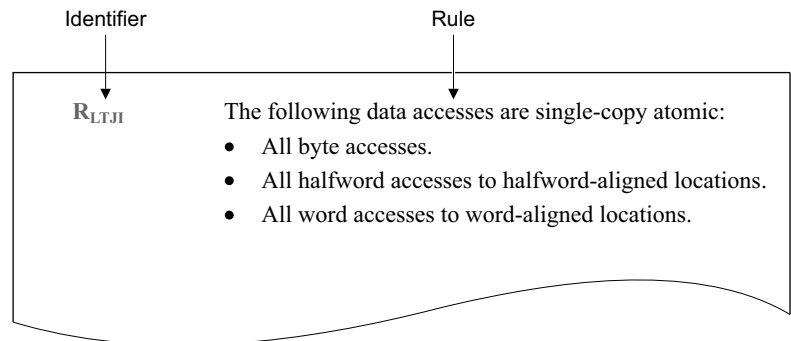 Identifier Rule
R_LTJI The following data accesses are single-copy atomic:
• All byte accesses.
• All halfword accesses to halfword-aligned locations.
• All word accesses to word-aligned locations.